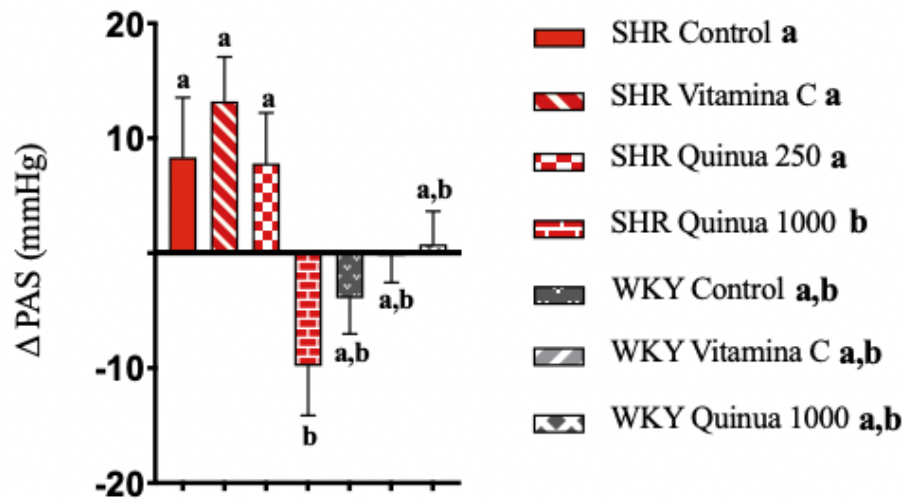 20
10
-10
-20
Δ PAS (mmHg)
a
a
a
b
a,b
a,b
a,b
SHR Control a
SHR Vitamina C a
SHR Quinua 250 a
SHR Quinua 1000 b
WKY Control a,b
WKY Vitamina C a,b
WKY Quinua 1000 a,b